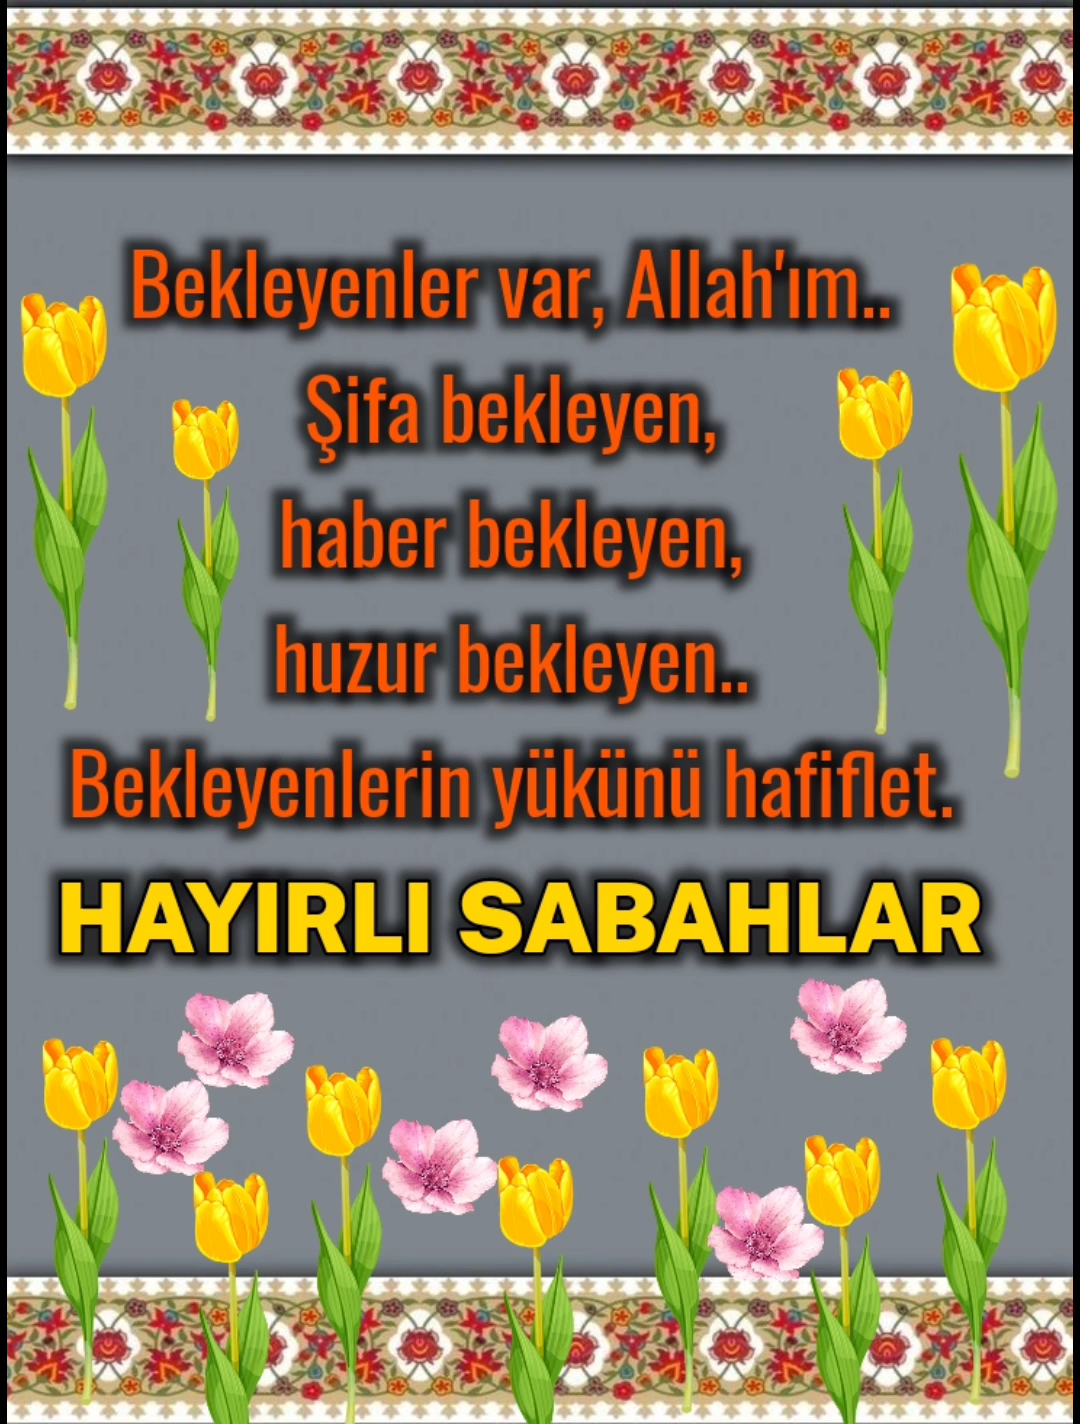 Bekleyenler var, Allah'ım..
Şifa bekleyen,
haber bekleyen,
huzur bekleyen..
Bekleyenlerin yükünü hafiflet.
HAYIRLI SABAHLAR